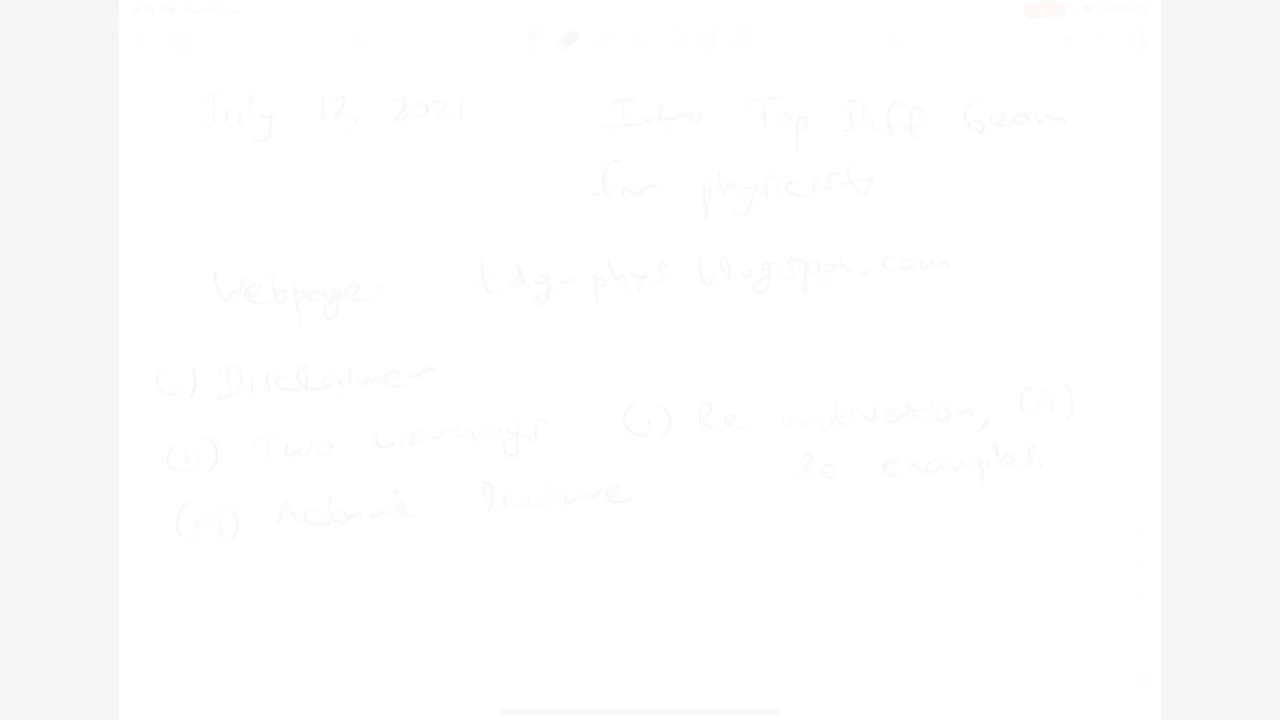 July 12, 2021 Intro Top Diff Geom
for physicists
Webpage: tdg-phys blogspot.com
(i) Disclaimer
(ii) Two warnings (i) Re motivation, (ii)
Re examples.
(iii) Actual lecture